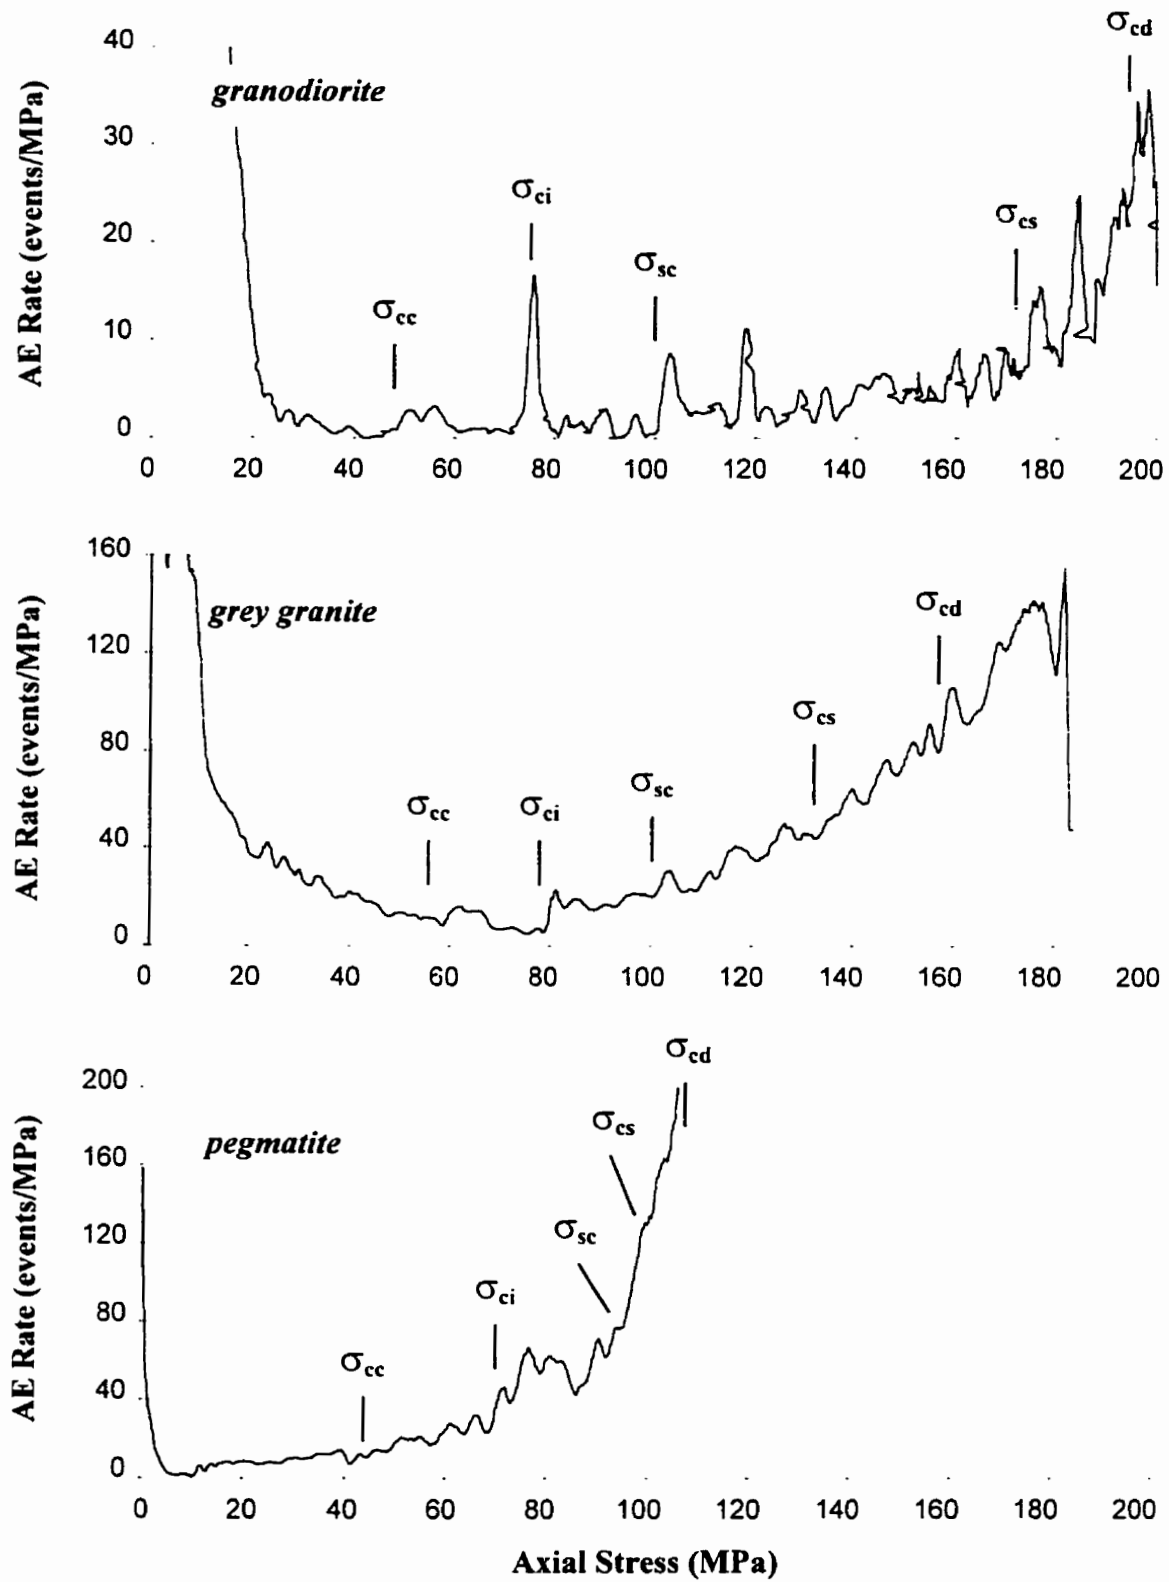 σcd
40
granodiorite
30
σci
20
σcs
σsc
σcc
10
0
AE Rate (events/MPa)
0 20 40 60 80 100 120 140 160 180 200
160
grey granite
σcd
120
σcs
80
σsc
σcc σci
40
0
AE Rate (events/MPa)
0 20 40 60 80 100 120 140 160 180 200
σcd
200
σcs
pegmatite
160
120
σsc
σci
80
σcc
40
0
AE Rate (events/MPa)
0 20 40 60 80 100 120 140 160 180 200
Axial Stress (MPa)